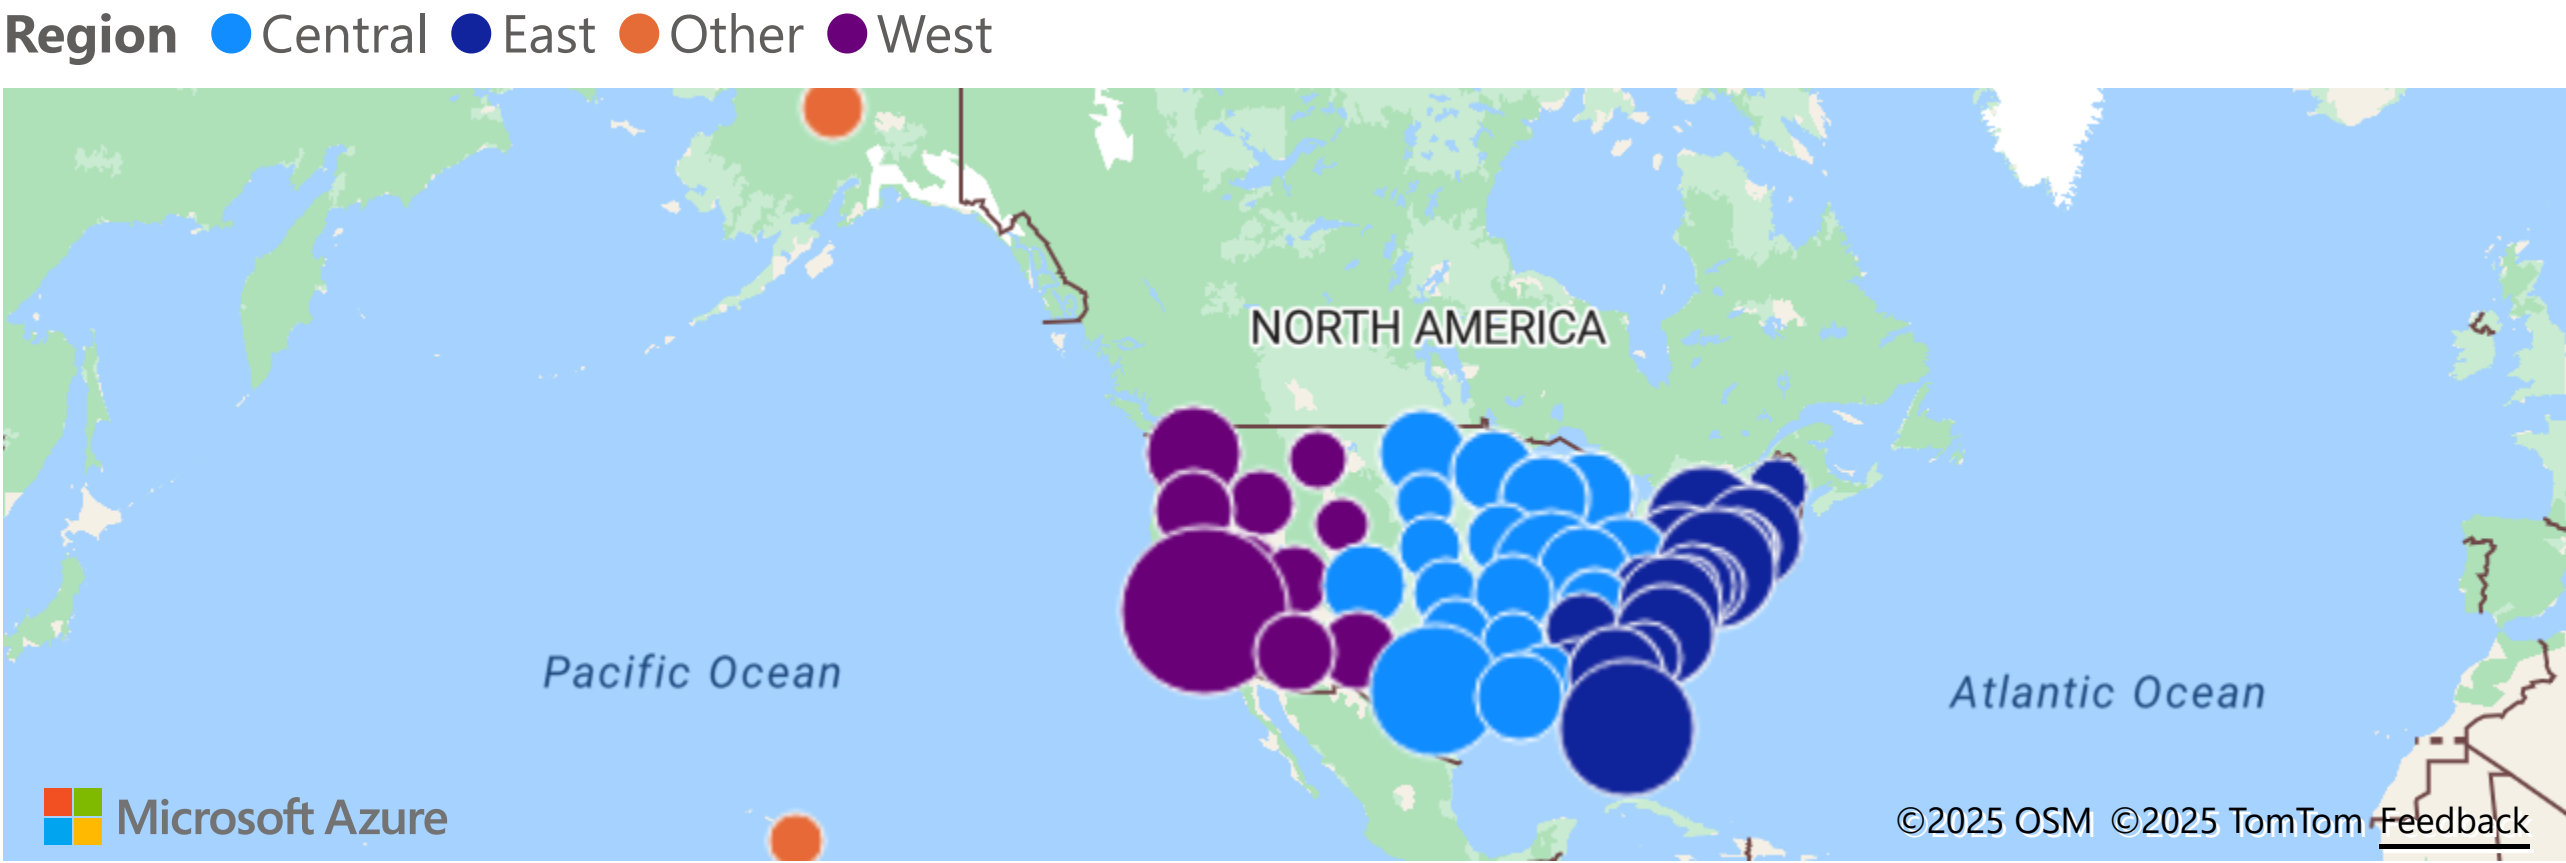 Region Central East Other West
NORTH AMERICA
Pacific Ocean
Atlantic Ocean
Microsoft Azure
©2025 OSM ©2025 TomTom Feedback